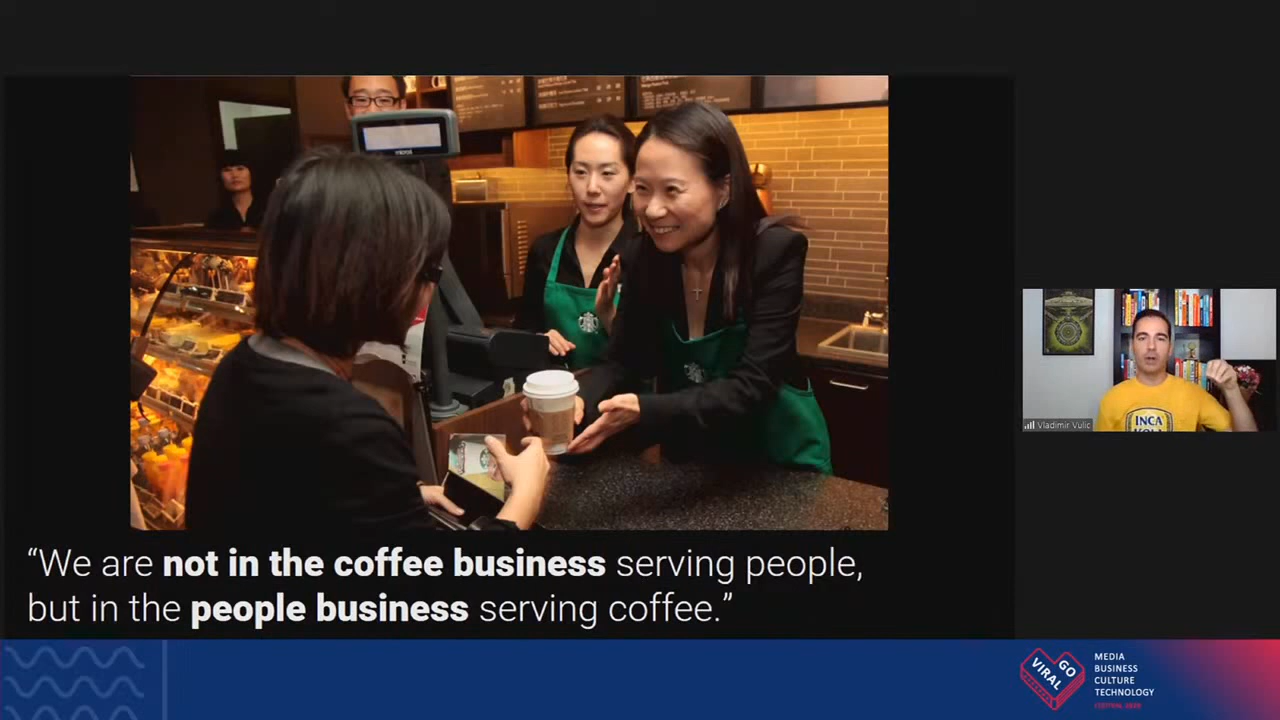 micros
Vladimir Vulic
INCA
“We are not in the coffee business serving people,
but in the people business serving coffee.”
GO
VIRAL
MEDIA
BUSINESS
CULTURE
TECHNOLOGY